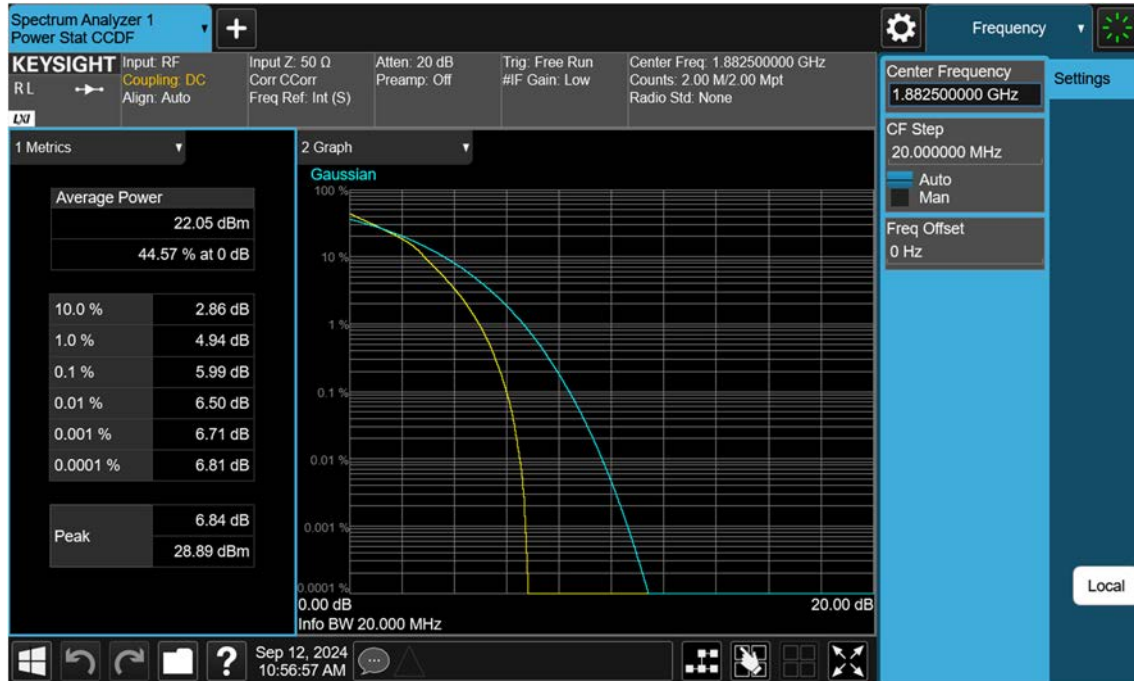 Spectrum Analyzer 1
Power Stat CCDF
+
Frequency
KEYSIGHT
R L
LXI
Input: RF
Coupling: DC
Align: Auto
Input Z: 50 Ω
Corr CCorr
Freq Ref: Int (S)
Atten: 20 dB
Preamp: Off
Trig: Free Run
#IF Gain: Low
Center Freq: 1.882500000 GHz
Counts: 2.00 M/2.00 Mpt
Radio Std: None
Center Frequency
1.882500000 GHz
Settings
CF Step
20.000000 MHz
Auto
Man
Freq Offset
0 Hz
Local
1 Metrics
Average Power
22.05 dBm
44.57 % at 0 dB
10.0 % 2.86 dB
1.0 % 4.94 dB
0.1 % 5.99 dB
0.01 % 6.50 dB
0.001 % 6.71 dB
0.0001 % 6.81 dB
Peak
6.84 dB
28.89 dBm
2 Graph
Gaussian
100 %
10 %
1 %
0.1 %
0.01 %
0.001 %
0.0001 %
0.00 dB 20.00 dB
Info BW 20.000 MHz
?
Sep 12, 2024
10:56:57 AM